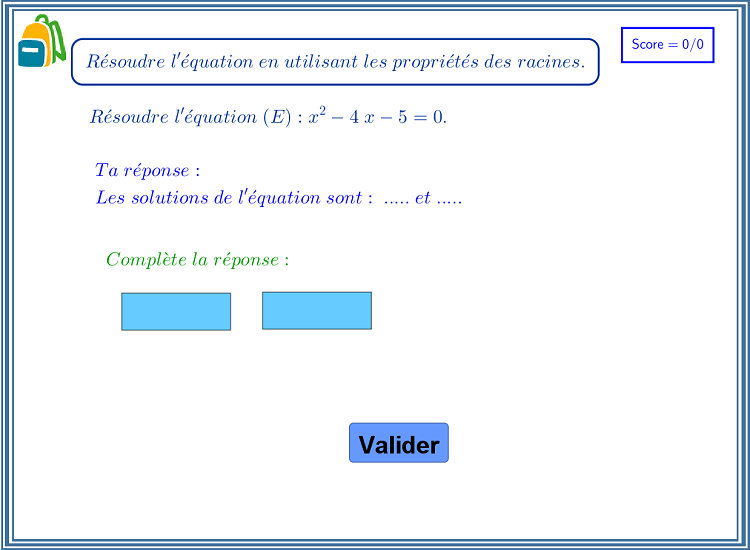 Résoudre l'équation en utilisant les propriétés des racines.
Score = 0/0
Résoudre l'équation (E) : x² − 4 x − 5 = 0.
Ta réponse :
Les solutions de l'équation sont : ..... et .....
Complète la réponse :
Valider